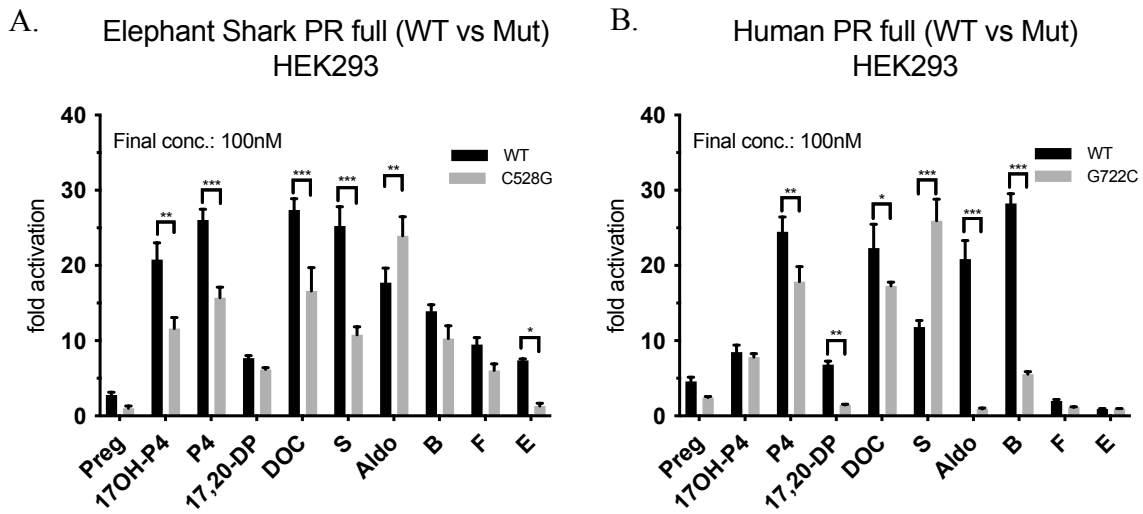 A.
Elephant Shark PR full (WT vs Mut)
HEK293
40
30
20
10
0
fold activation
Final conc.: 100nM
WT
C528G
**
***
***
***
**
*
Preg
17OH-P4
P4
17,20-DP
DOC
S
Aldo
B
F
E
B.
Human PR full (WT vs Mut)
HEK293
40
30
20
10
0
fold activation
Final conc.: 100nM
WT
G722C
**
**
*
***
***
***
Preg
17OH-P4
P4
17,20-DP
DOC
S
Aldo
B
F
E